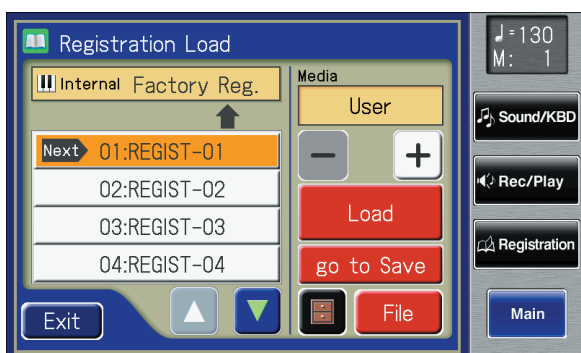 Registration Load
Internal Factory Reg.
Next 01:REGIST-01
02:REGIST-02
03:REGIST-03
04:REGIST-04
Exit
Media
User
− +
Load
go to Save
File
♩=130
M: 1
Sound/KBD
Rec/Play
Registration
Main